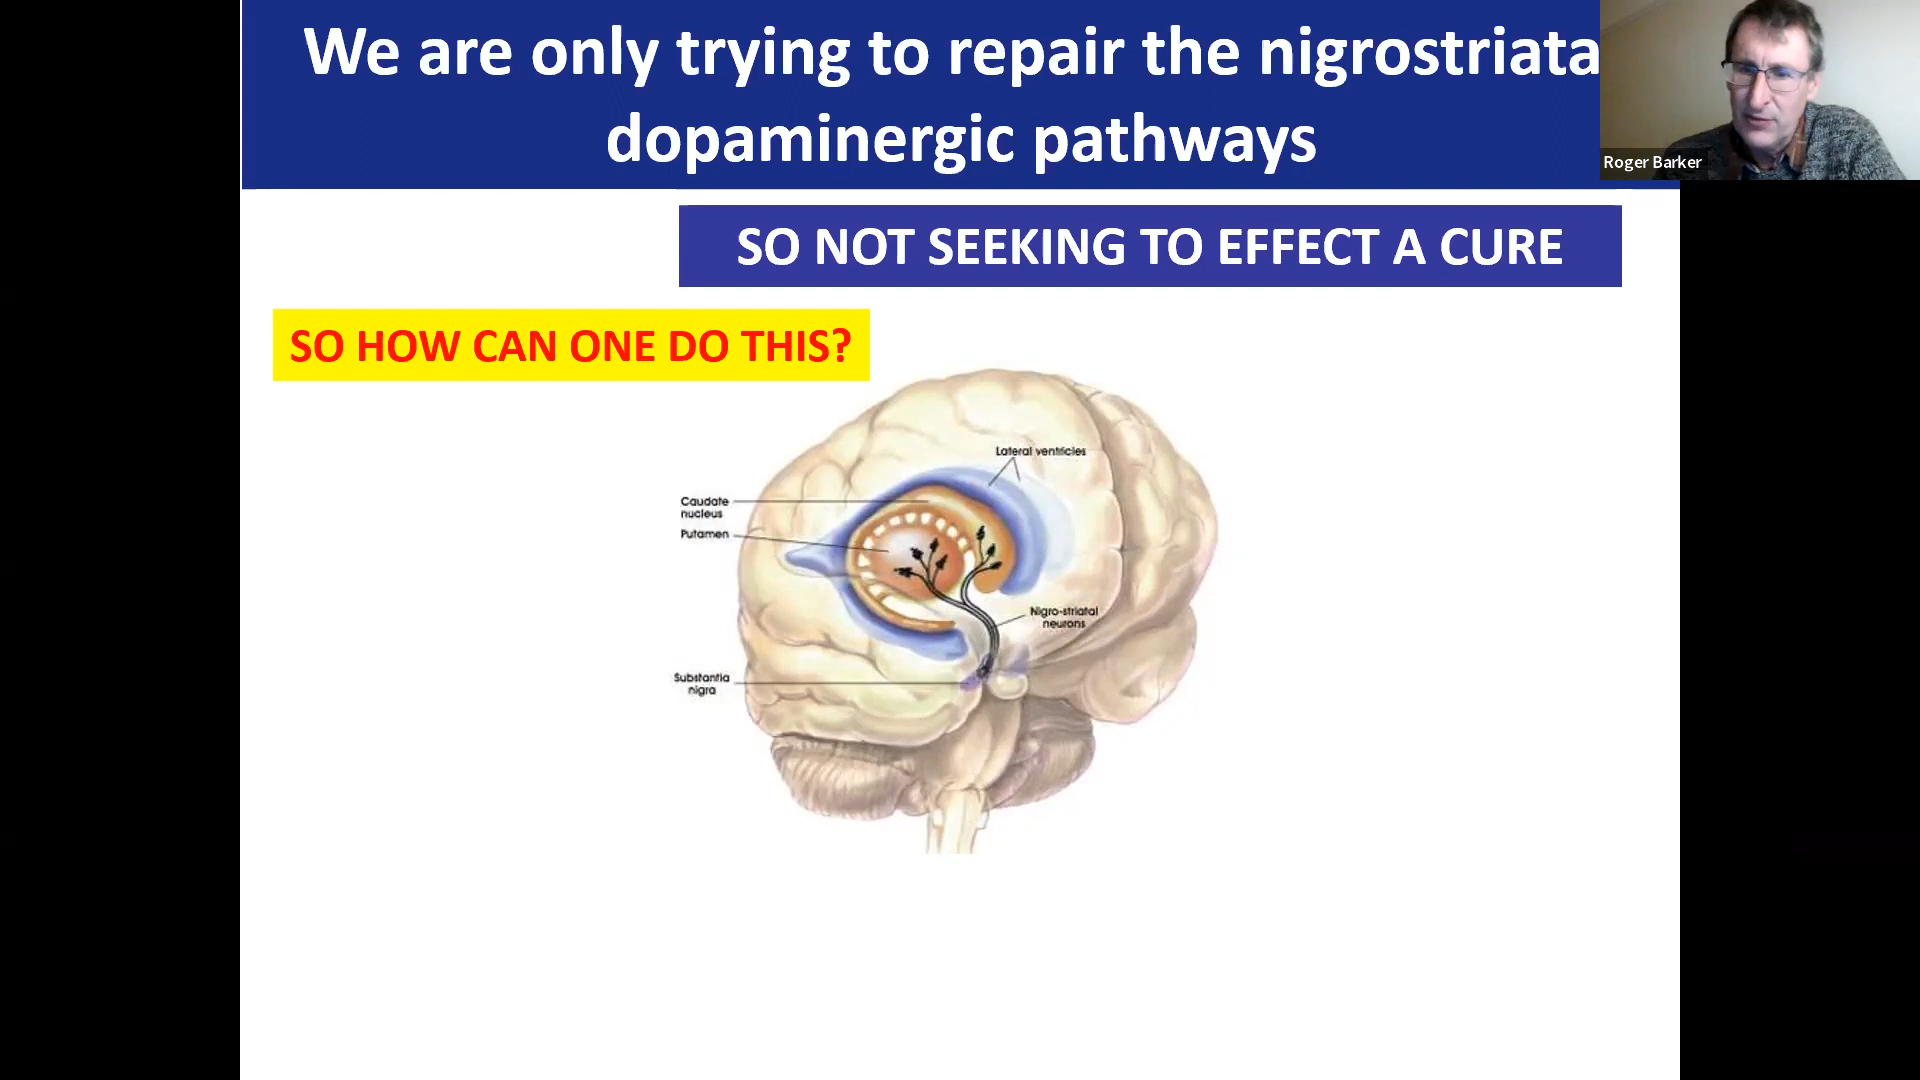 We are only trying to repair the nigrostriata
dopaminergic pathways
Roger Barker
SO NOT SEEKING TO EFFECT A CURE
SO HOW CAN ONE DO THIS?
Lateral ventricles
Caudate
nucleus
Putamen
Nigro-striatal
neurons
Substantia
nigra